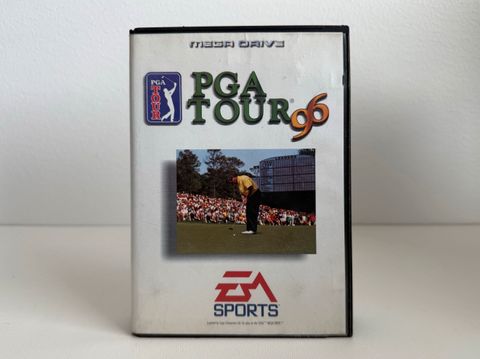 MEGA DRIVE
PGA
TOUR
PGA
TOUR 96
EA
SPORTS